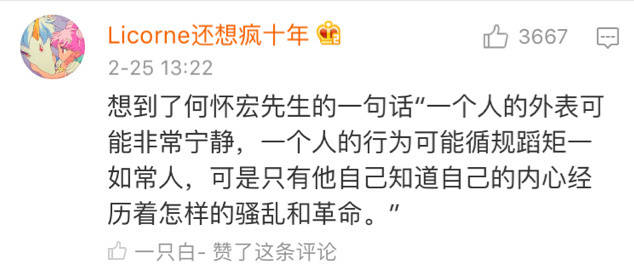 Licorne还想疯十年
3667
2-25 13:22
想到了何怀宏先生的一句话“一个人的外表可
能非常宁静，一个人的行为可能循规蹈矩一
如常人，可是只有他自己知道自己的内心经
历着怎样的骚乱和革命。”
一只白- 赞了这条评论